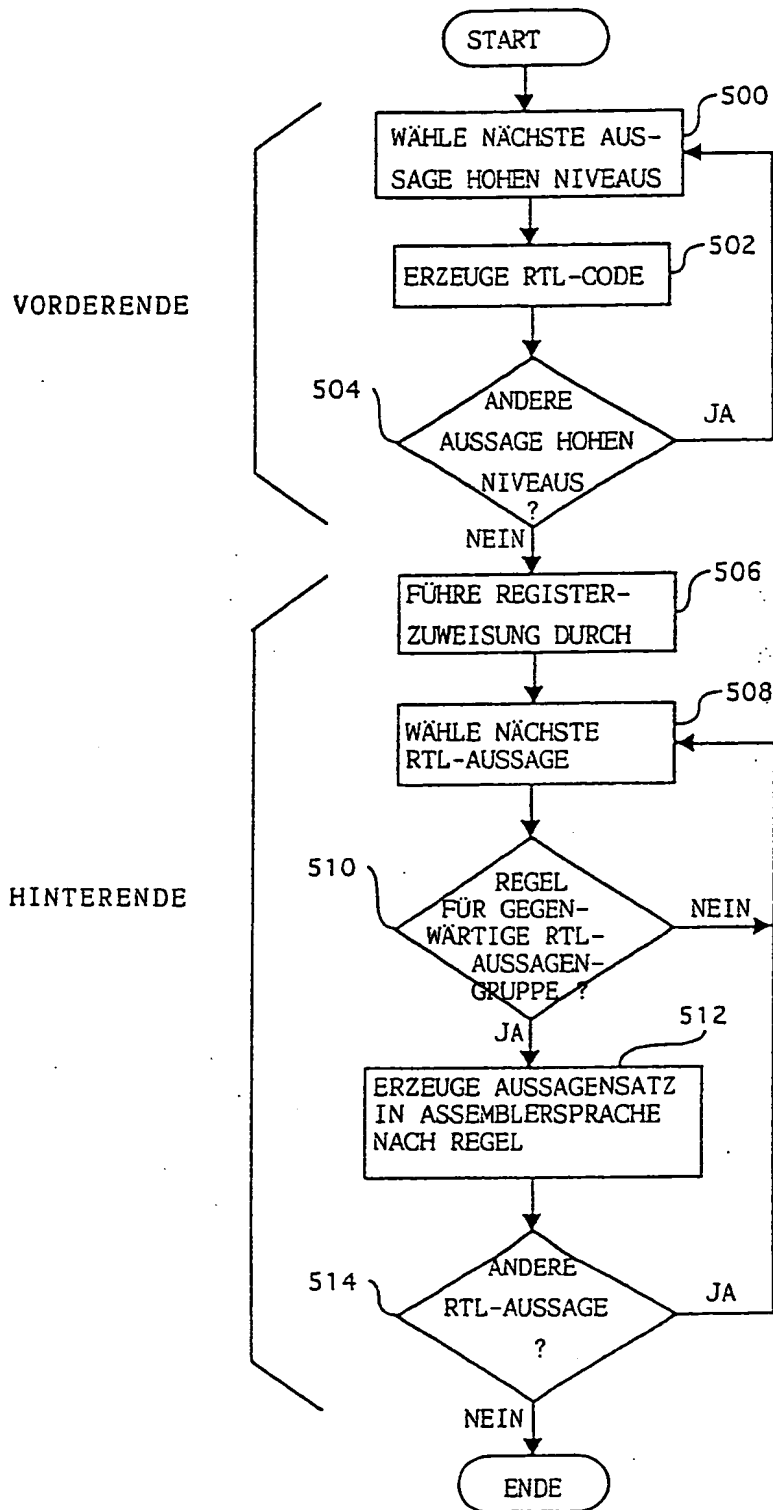 START
500
WÄHLE NÄCHSTE AUS-
SAGE HOHEN NIVEAUS
502
ERZEUGE RTL-CODE
VORDERENDE
504
ANDERE
AUSSAGE HOHEN
NIVEAUS
?
JA
NEIN
506
FÜHRE REGISTER-
ZUWEISUNG DURCH
508
WÄHLE NÄCHSTE
RTL-AUSSAGE
HINTERENDE
510
REGEL
FÜR GEGEN-
WÄRTIGE RTL-
AUSSAGEN-
GRUPPE ?
NEIN
JA
512
ERZEUGE AUSSAGENSATZ
IN ASSEMBLERSPRACHE
NACH REGEL
514
ANDERE
RTL-AUSSAGE
?
JA
NEIN
ENDE